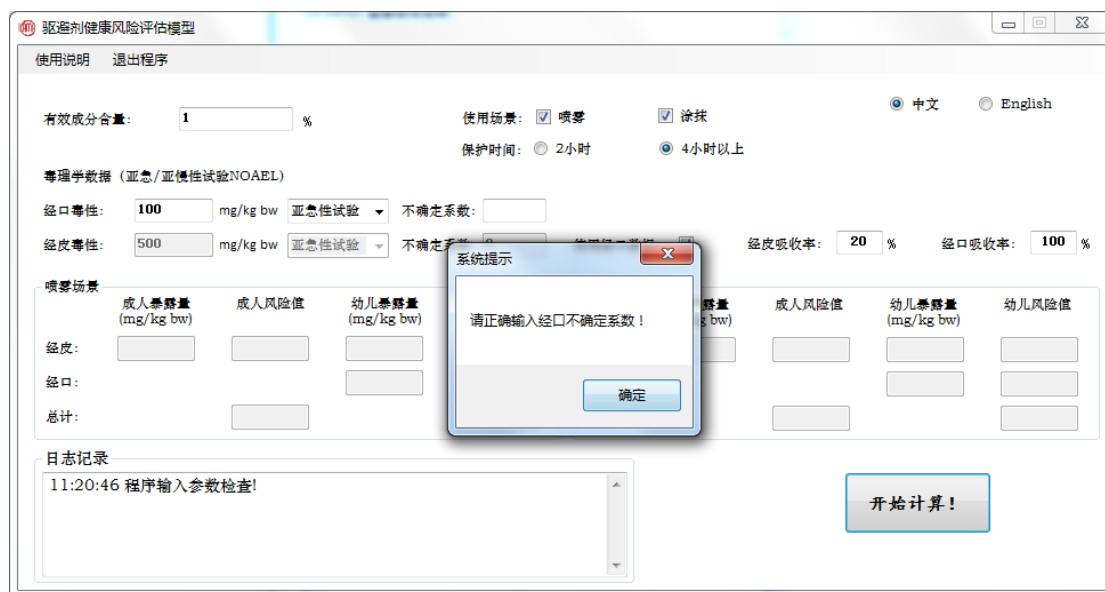 驱避剂健康风险评估模型
使用说明 退出程序
有效成分含量: 1 %
使用场景: 喷雾 涂抹
中文 English
保护时间: 2小时 4小时以上
毒理学数据 (亚急/亚慢性试验NOAEL)
经口毒性: 100 mg/kg bw 亚急性试验 不确定系数:
经皮毒性: 500 mg/kg bw 亚急性试验 不确定
经皮吸收率: 20 % 经口吸收率: 100 %
系统提示
请正确输入经口不确定系数！
确定
喷雾场景
成人暴露量 (mg/kg bw) 成人风险值 幼儿暴露量 (mg/kg bw)
露量 bw) 成人风险值 幼儿暴露量 (mg/kg bw) 幼儿风险值
经皮:
经口:
总计:
日志记录
11:20:46 程序输入参数检查!
开始计算!